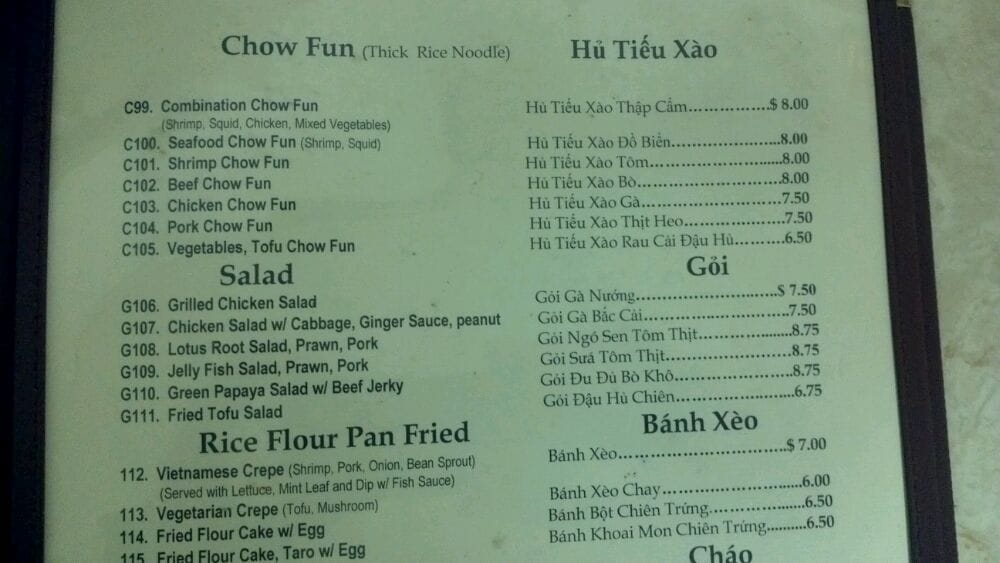 Chow Fun (Thick Rice Noodle) Hủ Tiếu Xào
C99. Combination Chow Fun Hủ Tiếu Xào Thập Cẩm................$ 8.00
(Shrimp, Squid, Chicken, Mixed Vegetables)
C100. Seafood Chow Fun (Shrimp, Squid) Hủ Tiếu Xào Đồ Biển......................8.00
C101. Shrimp Chow Fun Hủ Tiếu Xào Tôm..........................8.00
C102. Beef Chow Fun Hủ Tiếu Xào Bò............................8.00
C103. Chicken Chow Fun Hủ Tiếu Xào Gà............................7.50
C104. Pork Chow Fun Hủ Tiếu Xào Thịt Heo....................7.50
C105. Vegetables, Tofu Chow Fun Hủ Tiếu Xào Rau Cải Đậu Hủ..........6.50
Salad Gỏi
G106. Grilled Chicken Salad Gỏi Gà Nướng............................$ 7.50
G107. Chicken Salad w/ Cabbage, Ginger Sauce, peanut Gỏi Gà Bắc Cải.............................7.50
G108. Lotus Root Salad, Prawn, Pork Gỏi Ngó Sen Tôm Thịt....................8.75
G109. Jelly Fish Salad, Prawn, Pork Gỏi Sứa Tôm Thịt.........................8.75
G110. Green Papaya Salad w/ Beef Jerky Gỏi Đu Đủ Bò Khô........................8.75
G111. Fried Tofu Salad Gỏi Đậu Hủ Chiên........................6.75
Rice Flour Pan Fried Bánh Xèo
112. Vietnamese Crepe (Shrimp, Pork, Onion, Bean Sprout) Bánh Xèo..................................$ 7.00
(Served with Lettuce, Mint Leaf and Dip w/ Fish Sauce)
113. Vegetarian Crepe (Tofu, Mushroom) Bánh Xèo Chay............................6.00
114. Fried Flour Cake w/ Egg Bánh Bột Chiên Trứng...................6.50
115. Fried Flour Cake, Taro w/ Egg Bánh Khoai Mon Chiên Trứng..........6.50
Cháo